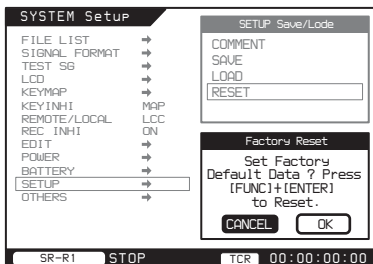 SYSTEM Setup
FILE LIST →
SIGNAL FORMAT →
TEST SG →
LCD →
KEYMAP →
KEYINHI MAP
REMOTE/LOCAL LCC
REC INHI ON
EDIT →
POWER →
BATTERY →
SETUP →
OTHERS →
SETUP Save/Lode
COMMENT
SAVE
LOAD
RESET
Factory Reset
Set Factory
Default Data ? Press
[FUNC]+[ENTER]
to Reset.
CANCEL OK
SR-R1 STOP TCR 00:00:00:00